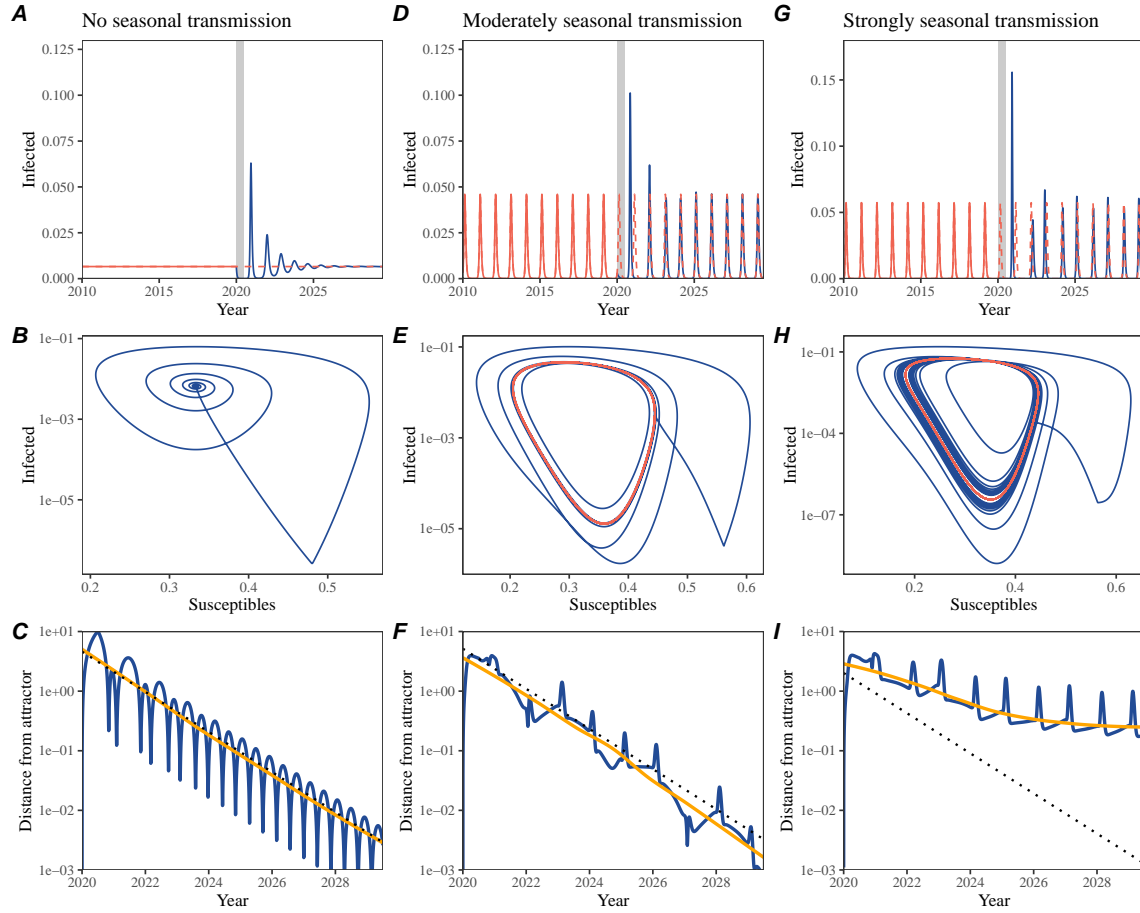 A
No seasonal transmission
0.125
0.100
0.075
0.050
0.025
0.000
Infected
2010
2015
2020
2025
Year
D
Moderately seasonal transmission
0.125
0.100
0.075
0.050
0.025
0.000
Infected
2010
2015
2020
2025
Year
G
Strongly seasonal transmission
0.15
0.10
0.05
0.00
Infected
2010
2015
2020
2025
Year
B
1e−01
1e−03
1e−05
Infected
0.2
0.3
0.4
0.5
Susceptibles
E
1e−01
1e−03
1e−05
Infected
0.2
0.3
0.4
0.5
0.6
Susceptibles
H
1e−01
1e−04
1e−07
Infected
0.2
0.4
0.6
Susceptibles
C
1e+01
1e+00
1e−01
1e−02
1e−03
Distance from attractor
2020
2022
2024
2026
2028
Year
F
1e+01
1e+00
1e−01
1e−02
1e−03
Distance from attractor
2020
2022
2024
2026
2028
Year
I
1e+01
1e+00
1e−01
1e−02
1e−03
Distance from attractor
2020
2022
2024
2026
2028
Year